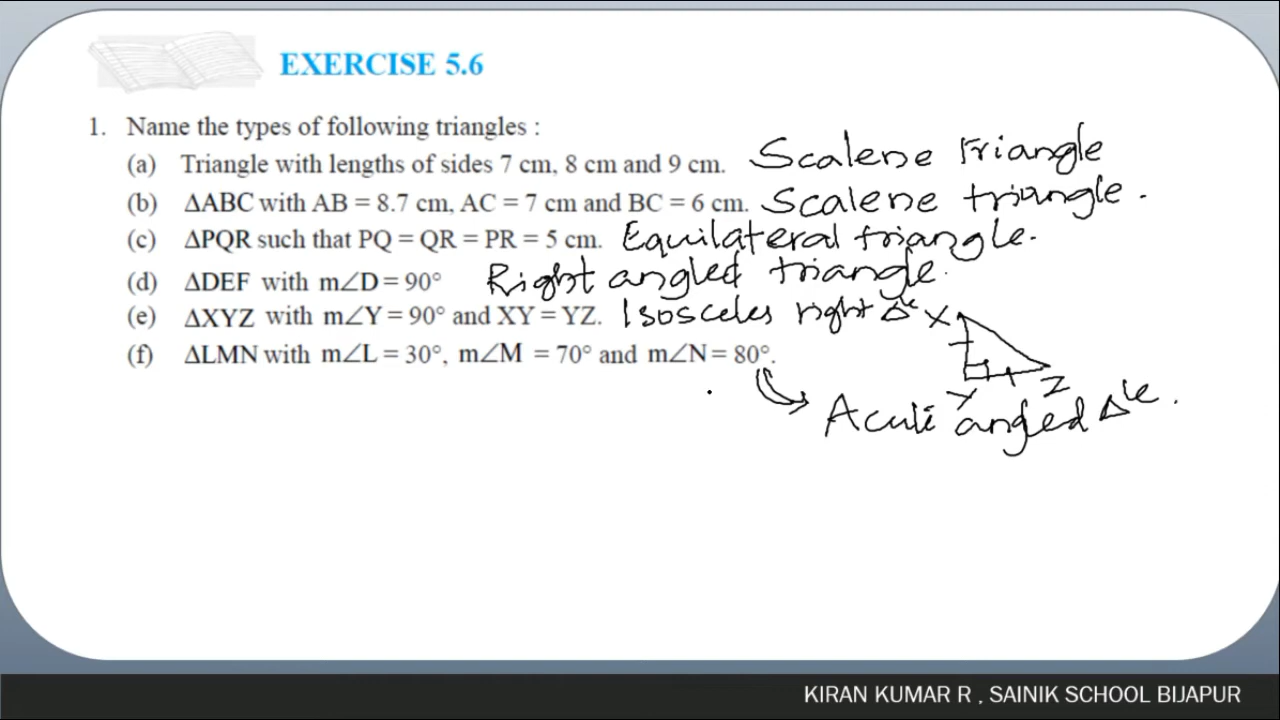 EXERCISE 5.6
1. Name the types of following triangles :
(a) Triangle with lengths of sides 7 cm, 8 cm and 9 cm. Scalene triangle
(b) ΔABC with AB = 8.7 cm, AC = 7 cm and BC = 6 cm. Scalene triangle.
(c) ΔPQR such that PQ = QR = PR = 5 cm. Equilateral triangle.
(d) ΔDEF with m∠D = 90° Right angled triangle.
(e) ΔXYZ with m∠Y = 90° and XY = YZ. Isosceles right Δle X
(f) ΔLMN with m∠L = 30°, m∠M = 70° and m∠N = 80°.
Y Z
Acute angled Δle.
KIRAN KUMAR R , SAINIK SCHOOL BIJAPUR